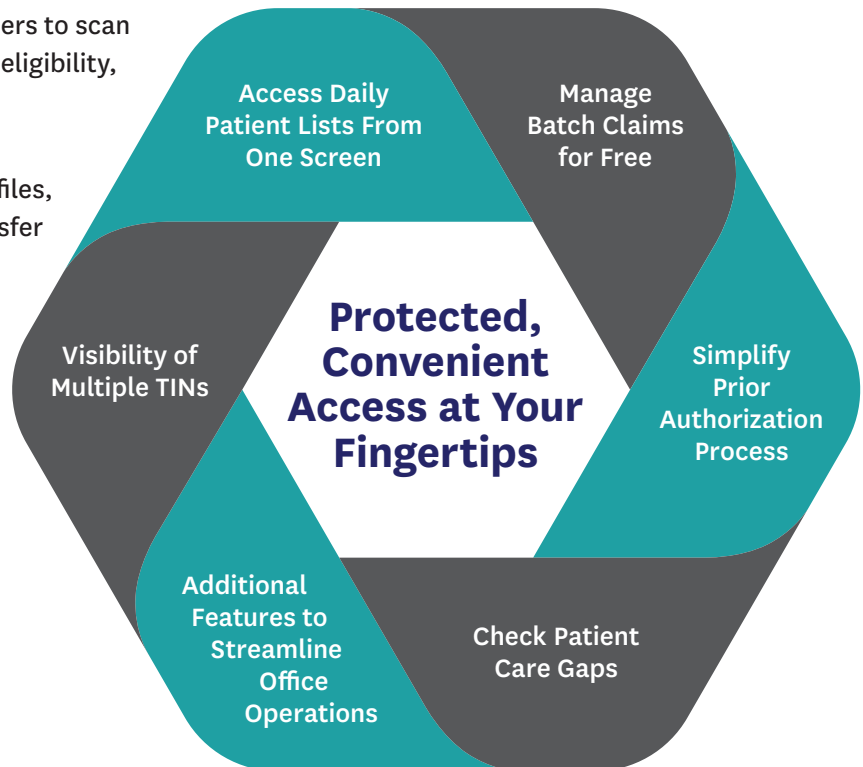 ers to scan
eligibility,
files,
sfer
Access Daily
Patient Lists From
One Screen
Manage
Batch Claims
for Free
Simplify
Prior
Authorization
Process
Check Patient
Care Gaps
Additional
Features to
Streamline
Office
Operations
Visibility of
Multiple TINs
Protected,
Convenient
Access at Your
Fingertips